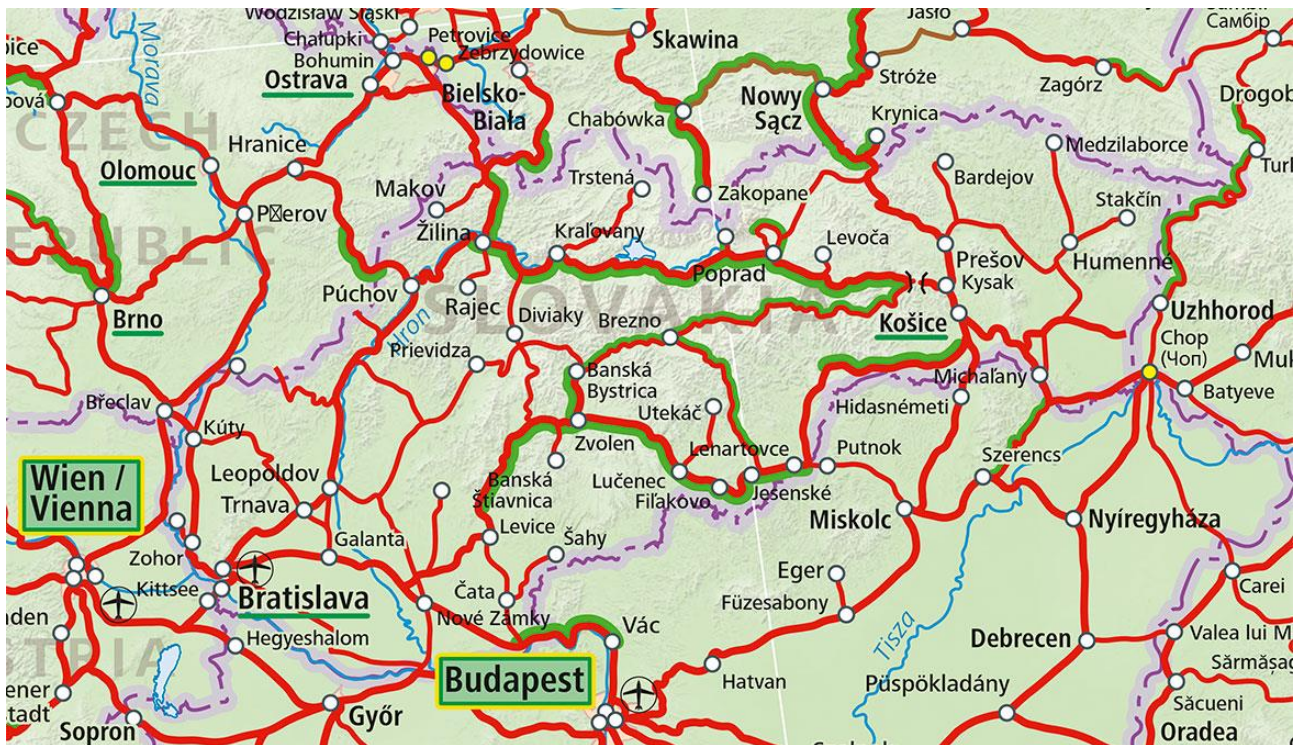 Wodzisław Śląski
Chałupki
Bohumin
Petrovice
Zebrzydowice
Skawina
Jasło
Самбір
Ostrava
Bielsko-
Biała
Stróże
Zagórz
Drogob
Morava
CZECH
REPUBLIC
Hranice
Chabówka
Nowy
Sącz
Krynica
Medzilaborce
Olomouc
Makov
Trstená
Zakopane
Bardejov
Stakčín
Žilina
Kraľovany
Levoča
Prešov
Kysak
Humenné
Púchov
Rajec
Poprad
SLOVAKIA
Brno
Hron
Diviaky
Brezno
Košice
Uzhhorod
Chop
(Чоп)
Prievidza
Banská
Bystrica
Michaľany
Batyeve
Břeclav
Kúty
Utekáč
Hidasnémeti
Zvolen
Lenartovce
Putnok
Szerencs
Wien /
Vienna
Leopoldov
Trnava
Banská
Štiavnica
Lučenec
Fiľakovo
Jesenské
Miskolc
Nyíregyháza
Levice
Galanta
Šahy
Zohor
Kittsee
Bratislava
Čata
Nové Zámky
Eger
Füzesabony
Carei
Hegyeshalom
Vác
Tisza
Debrecen
Valea lui M
Budapest
Hatvan
Püspökladány
Săcueni
Sopron
Győr
Oradea